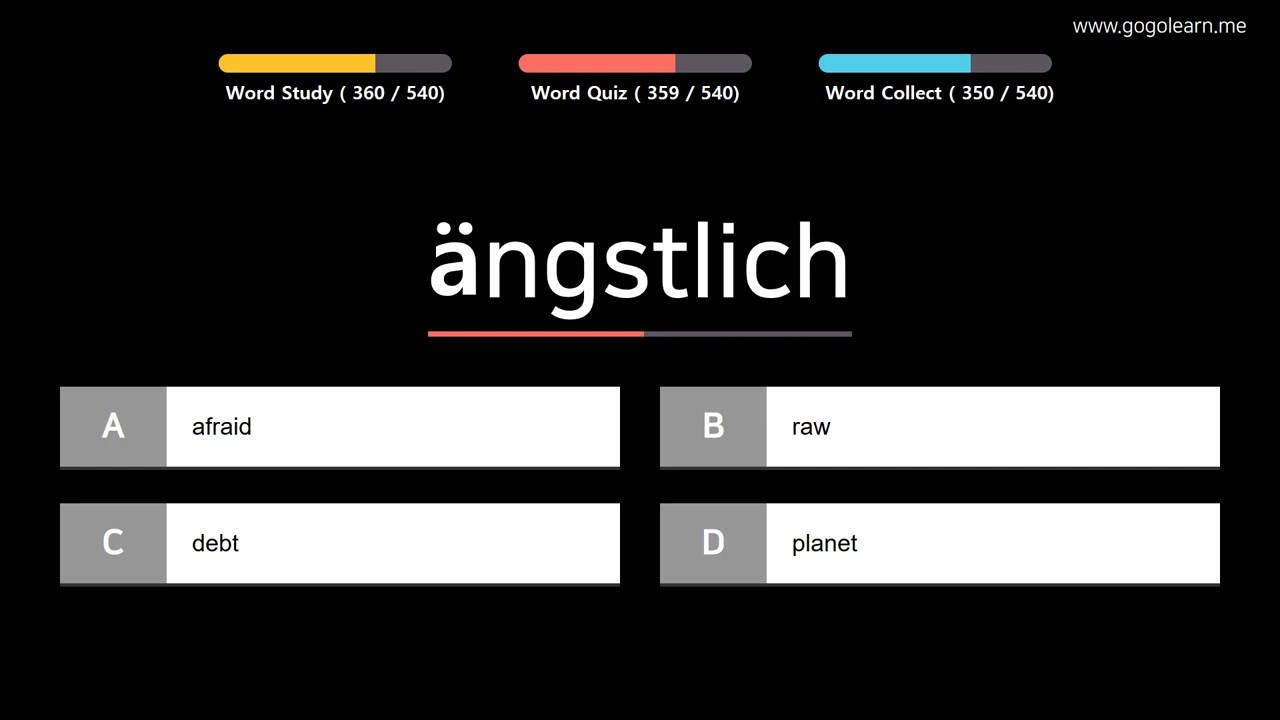 www.gogolearn.me
Word Study ( 360 / 540)
Word Quiz ( 359 / 540)
Word Collect ( 350 / 540)
ängstlich
A afraid
B raw
C debt
D planet